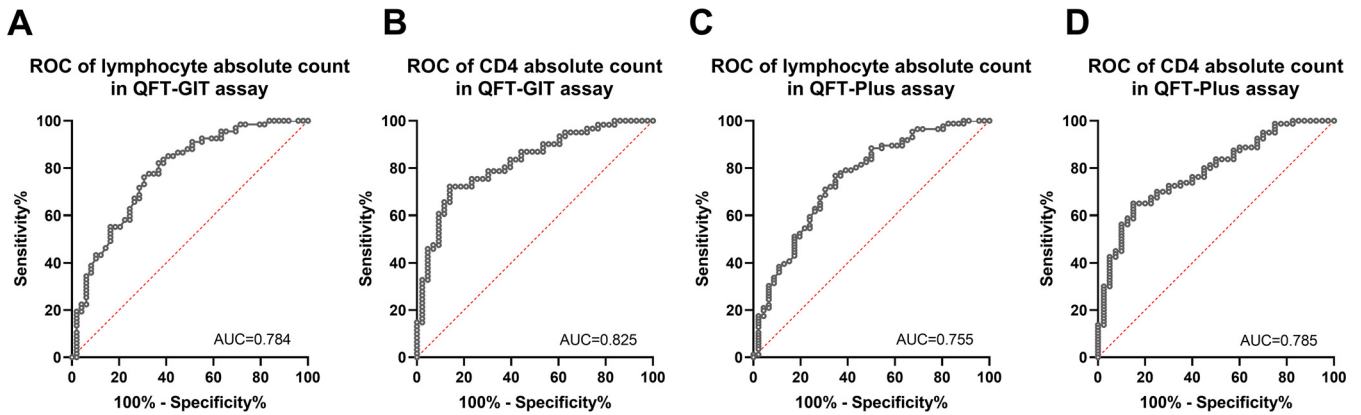 A
ROC of lymphocyte absolute count
in QFT-GIT assay
100
80
60
40
20
0
Sensitivity%
AUC=0.784
0 20 40 60 80 100
100% - Specificity%
B
ROC of CD4 absolute count
in QFT-GIT assay
100
80
60
40
20
0
Sensitivity%
AUC=0.825
0 20 40 60 80 100
100% - Specificity%
C
ROC of lymphocyte absolute count
in QFT-Plus assay
100
80
60
40
20
0
Sensitivity%
AUC=0.755
0 20 40 60 80 100
100% - Specificity%
D
ROC of CD4 absolute count
in QFT-Plus assay
100
80
60
40
20
0
Sensitivity%
AUC=0.785
0 20 40 60 80 100
100% - Specificity%